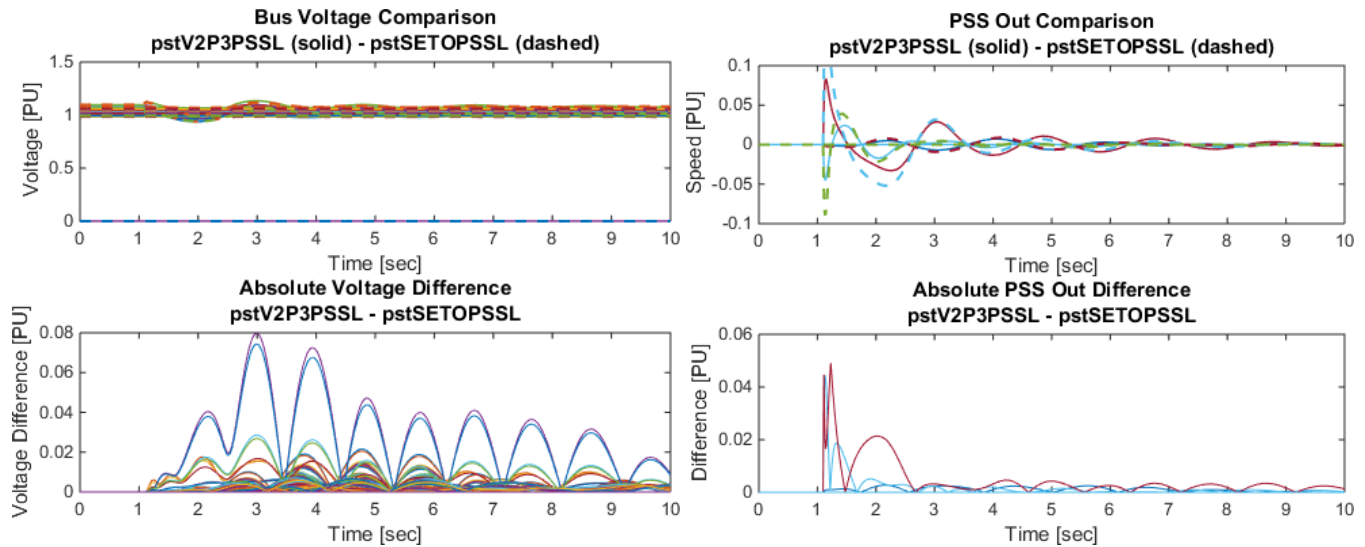 Bus Voltage Comparison
pstV2P3PSSL (solid) - pstSETOPSSL (dashed)
1.5
1
0.5
0
Voltage [PU]
0 1 2 3 4 5 6 7 8 9 10
Time [sec]
PSS Out Comparison
pstV2P3PSSL (solid) - pstSETOPSSL (dashed)
0.1
0.05
0
-0.05
-0.1
Speed [PU]
0 1 2 3 4 5 6 7 8 9 10
Time [sec]
Absolute Voltage Difference
pstV2P3PSSL - pstSETOPSSL
0.08
0.06
0.04
0.02
0
Voltage Difference [PU]
0 1 2 3 4 5 6 7 8 9 10
Time [sec]
Absolute PSS Out Difference
pstV2P3PSSL - pstSETOPSSL
0.06
0.04
0.02
0
Difference [PU]
0 1 2 3 4 5 6 7 8 9 10
Time [sec]